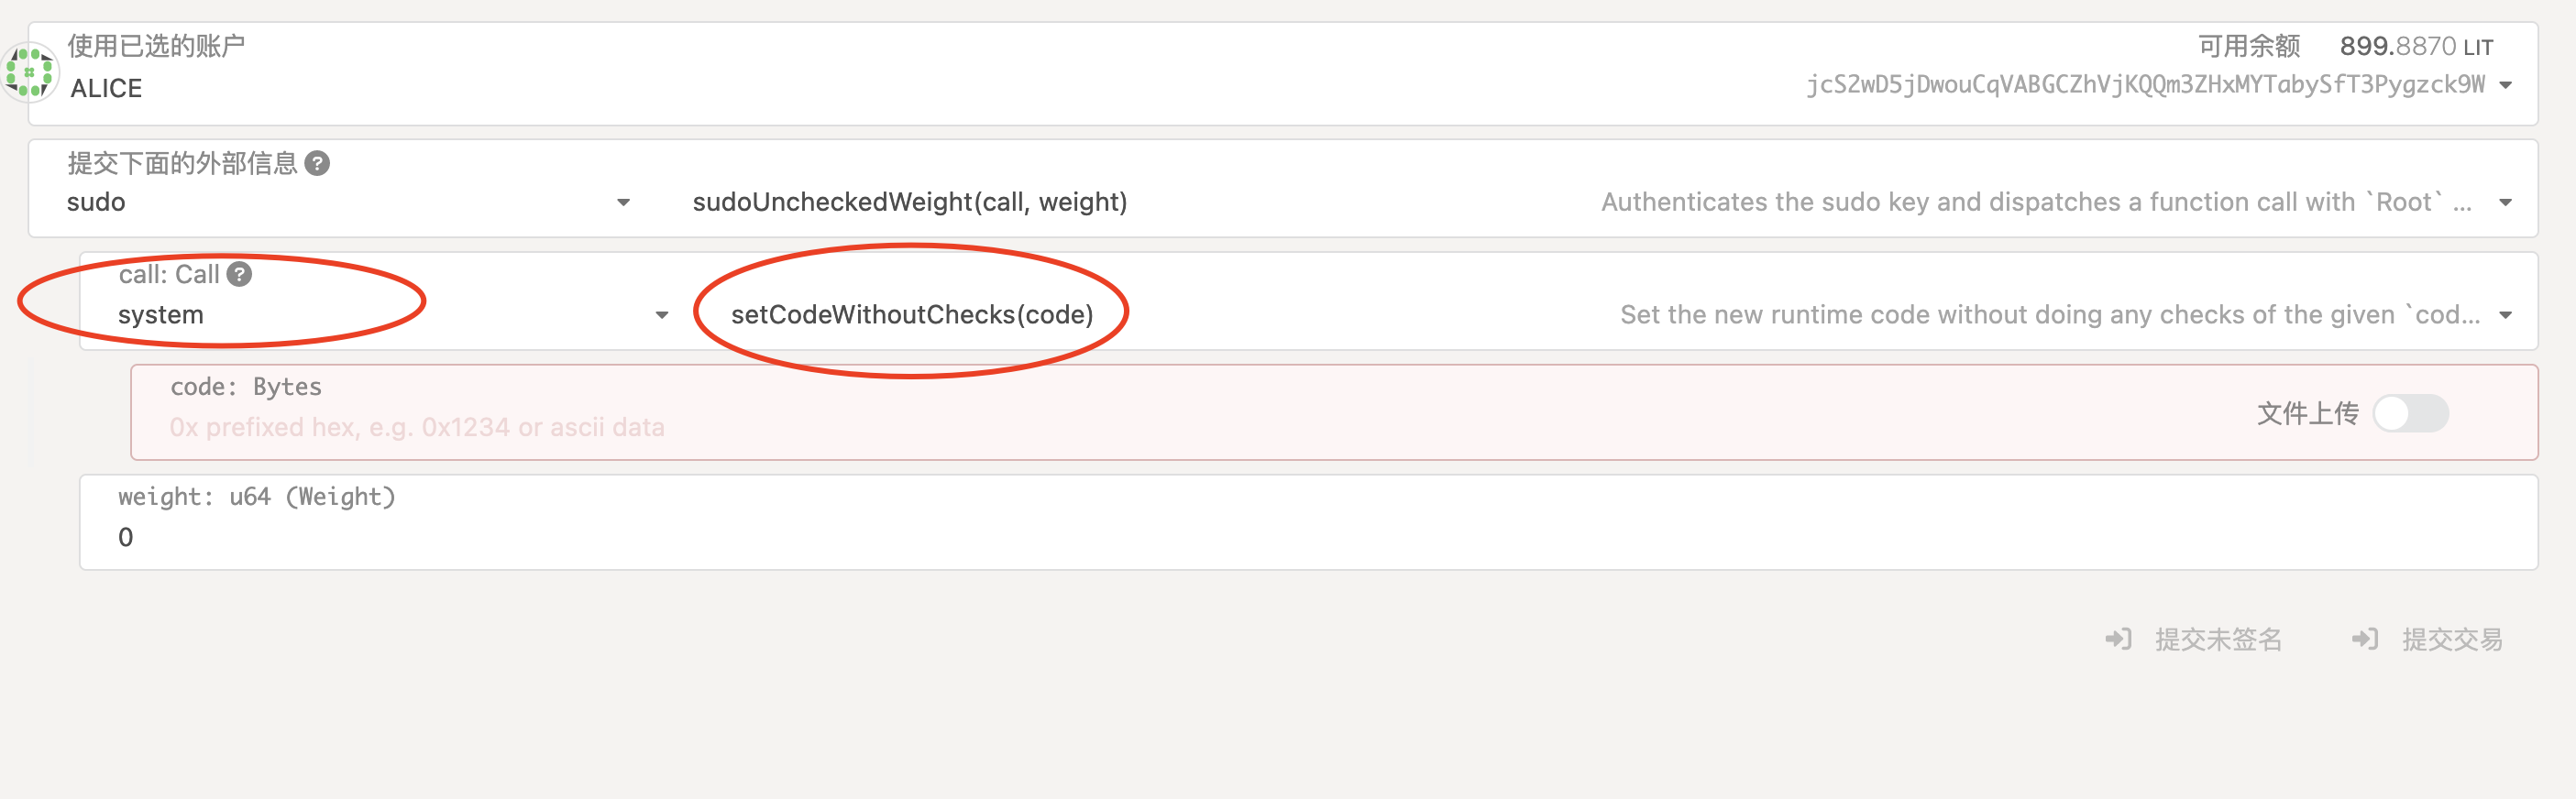 使用已选的账户
可用余额 899.8870 LIT
ALICE
jcS2wD5jDwouCqVABGCZhVjKQQm3ZHxMYTabySfT3Pygzck9W
提交下面的外部信息
sudo
sudoUncheckedWeight(call, weight)
Authenticates the sudo key and dispatches a function call with `Root` ...
call: Call
system
setCodeWithoutChecks(code)
Set the new runtime code without doing any checks of the given `cod...
code: Bytes
0x prefixed hex, e.g. 0x1234 or ascii data
文件上传
weight: u64 (Weight)
0
提交未签名
提交交易